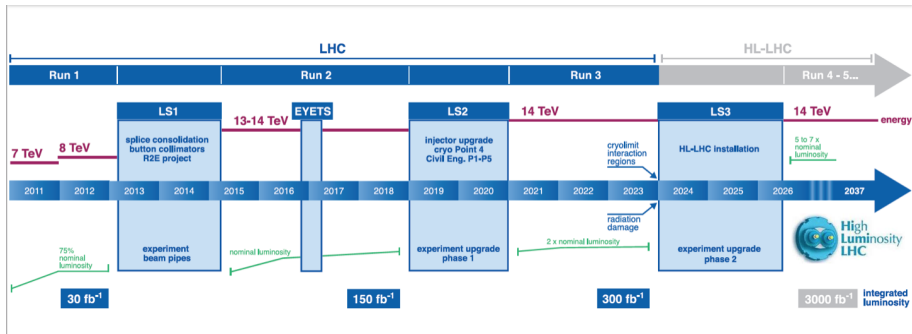 LHC
HL-LHC
Run 1
Run 2
Run 3
Run 4 - 5...
LS1
EYETS
LS2
LS3
13-14 TeV
14 TeV
14 TeV
energy
7 TeV
8 TeV
splice consolidation
button collimators
R2E project
injector upgrade
cryo Point 4
Civil Eng. P1-P5
cryolimit
interaction
regions
HL-LHC installation
5 to 7 x
nominal
luminosity
2011 2012 2013 2014 2015 2016 2017 2018 2019 2020 2021 2022 2023 2024 2025 2026 2037
radiation
damage
75%
nominal
luminosity
experiment
beam pipes
nominal luminosity
experiment upgrade
phase 1
2 x nominal luminosity
experiment upgrade
phase 2
High
Luminosity
LHC
30 fb⁻¹
150 fb⁻¹
300 fb⁻¹
3000 fb⁻¹
integrated
luminosity